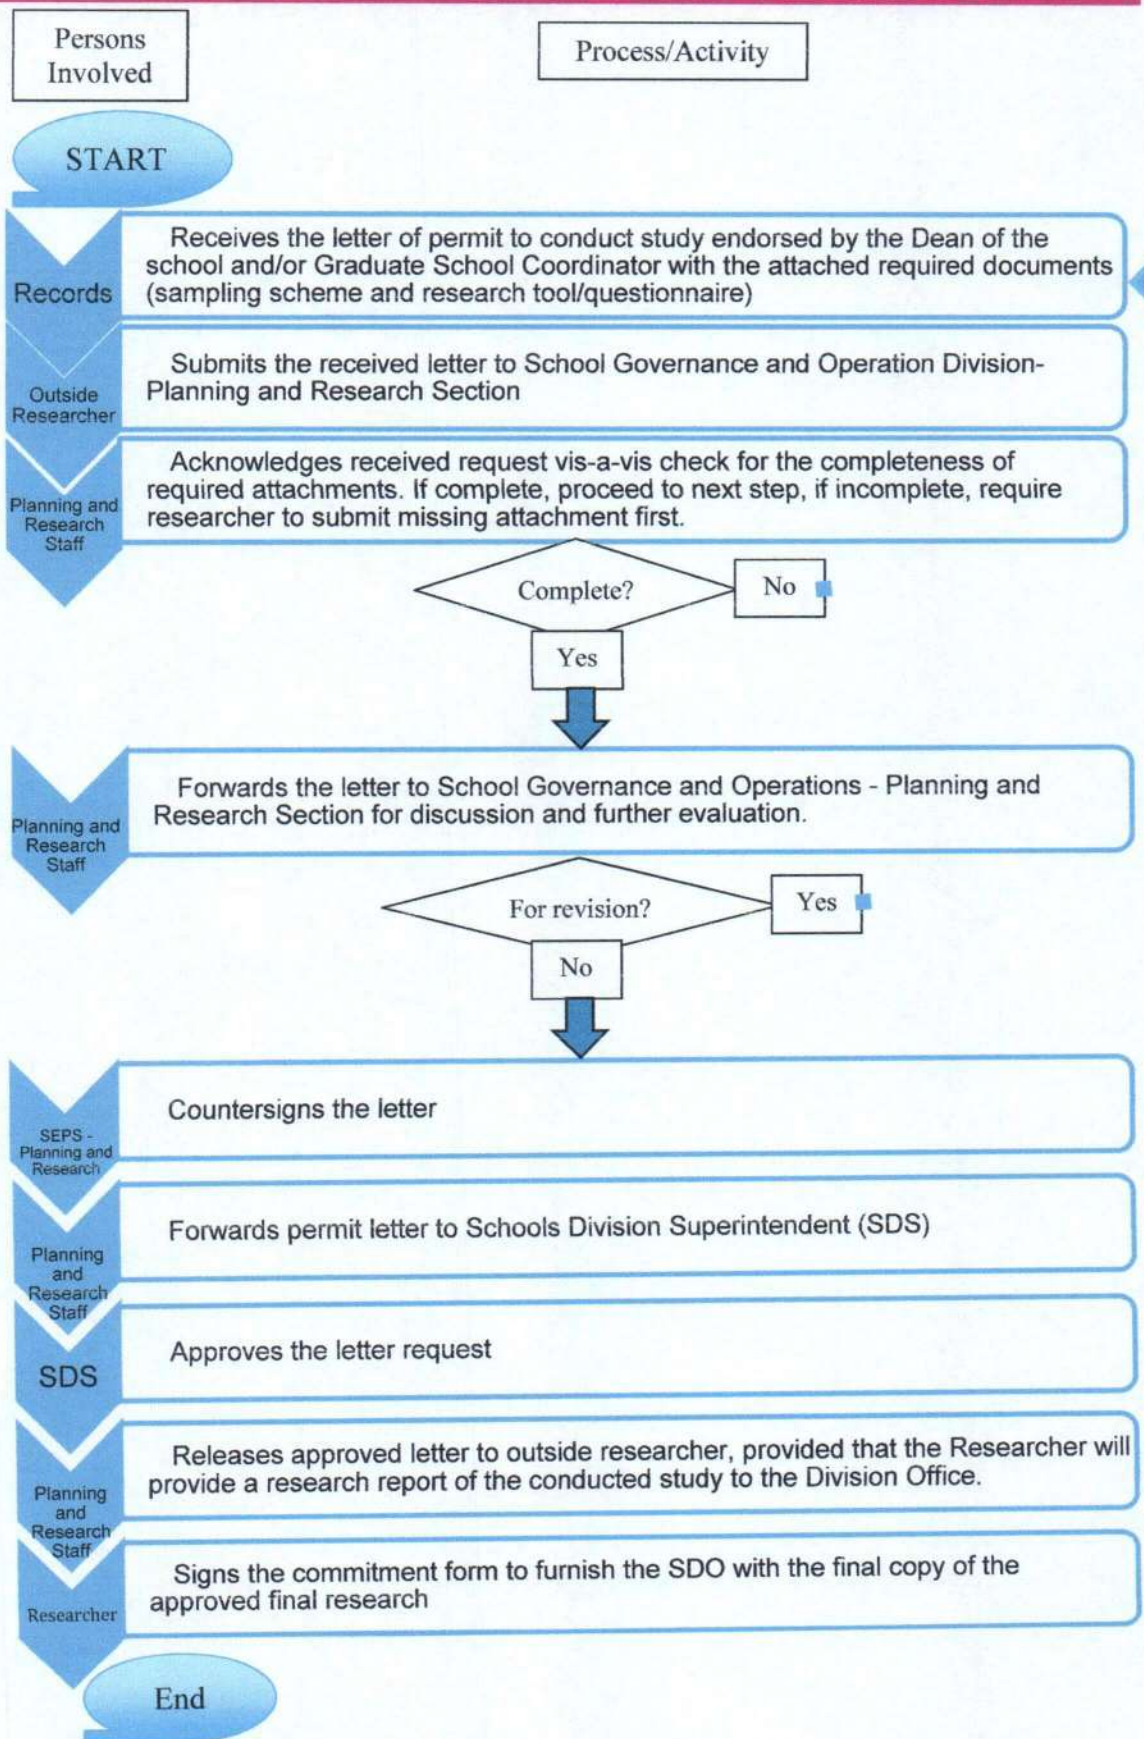 Persons
Involved
Process/Activity
START
Records
Receives the letter of permit to conduct study endorsed by the Dean of the
school and/or Graduate School Coordinator with the attached required documents
(sampling scheme and research tool/questionnaire)
Outside
Researcher
Submits the received letter to School Governance and Operation Division-
Planning and Research Section
Planning and
Research
Staff
Acknowledges received request vis-a-vis check for the completeness of
required attachments. If complete, proceed to next step, if incomplete, require
researcher to submit missing attachment first.
Complete?
No
Yes
Planning and
Research
Staff
Forwards the letter to School Governance and Operations - Planning and
Research Section for discussion and further evaluation.
For revision?
Yes
No
SEPS -
Planning and
Research
Countersigns the letter
Planning
and
Research
Staff
Forwards permit letter to Schools Division Superintendent (SDS)
SDS
Approves the letter request
Planning
and
Research
Staff
Releases approved letter to outside researcher, provided that the Researcher will
provide a research report of the conducted study to the Division Office.
Researcher
Signs the commitment form to furnish the SDO with the final copy of the
approved final research
End